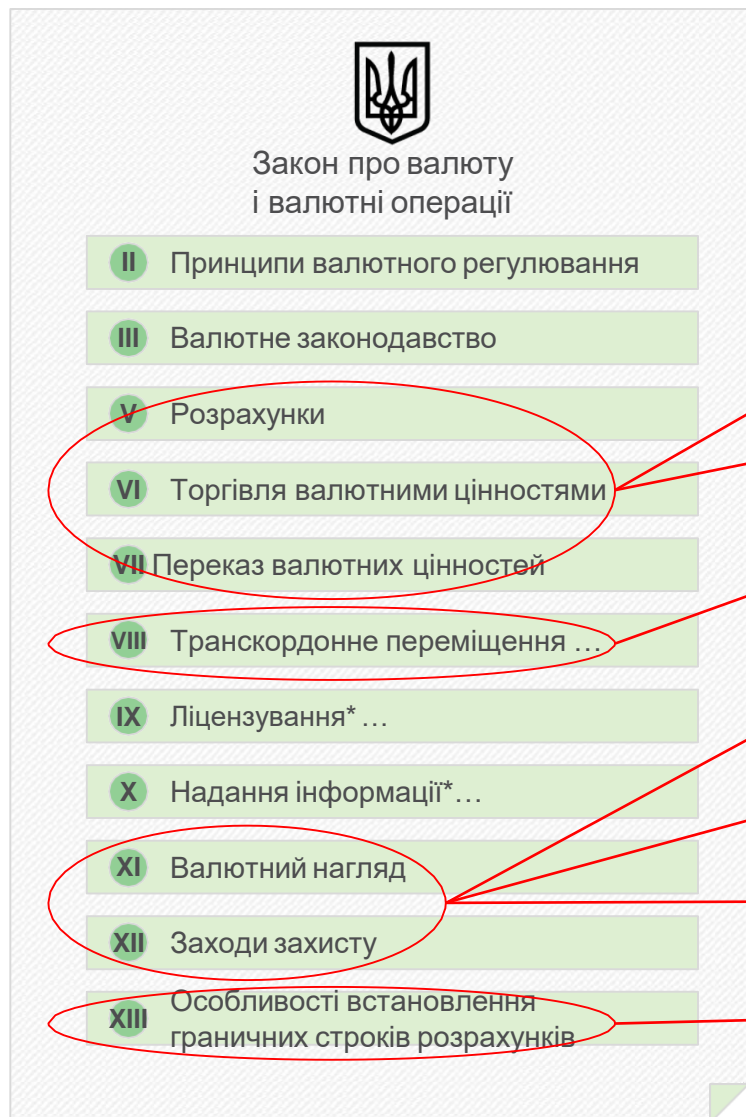 Закон про валюту
і валютні операції
II Принципи валютного регулювання
III Валютне законодавство
V Розрахунки
VI Торгівля валютними цінностями
VII Переказ валютних цінностей
VIII Транскордонне переміщення …
IX Ліцензування* …
X Надання інформації*…
XI Валютний нагляд
XII Заходи захисту
XIII Особливості встановлення
граничних строків розрахунків